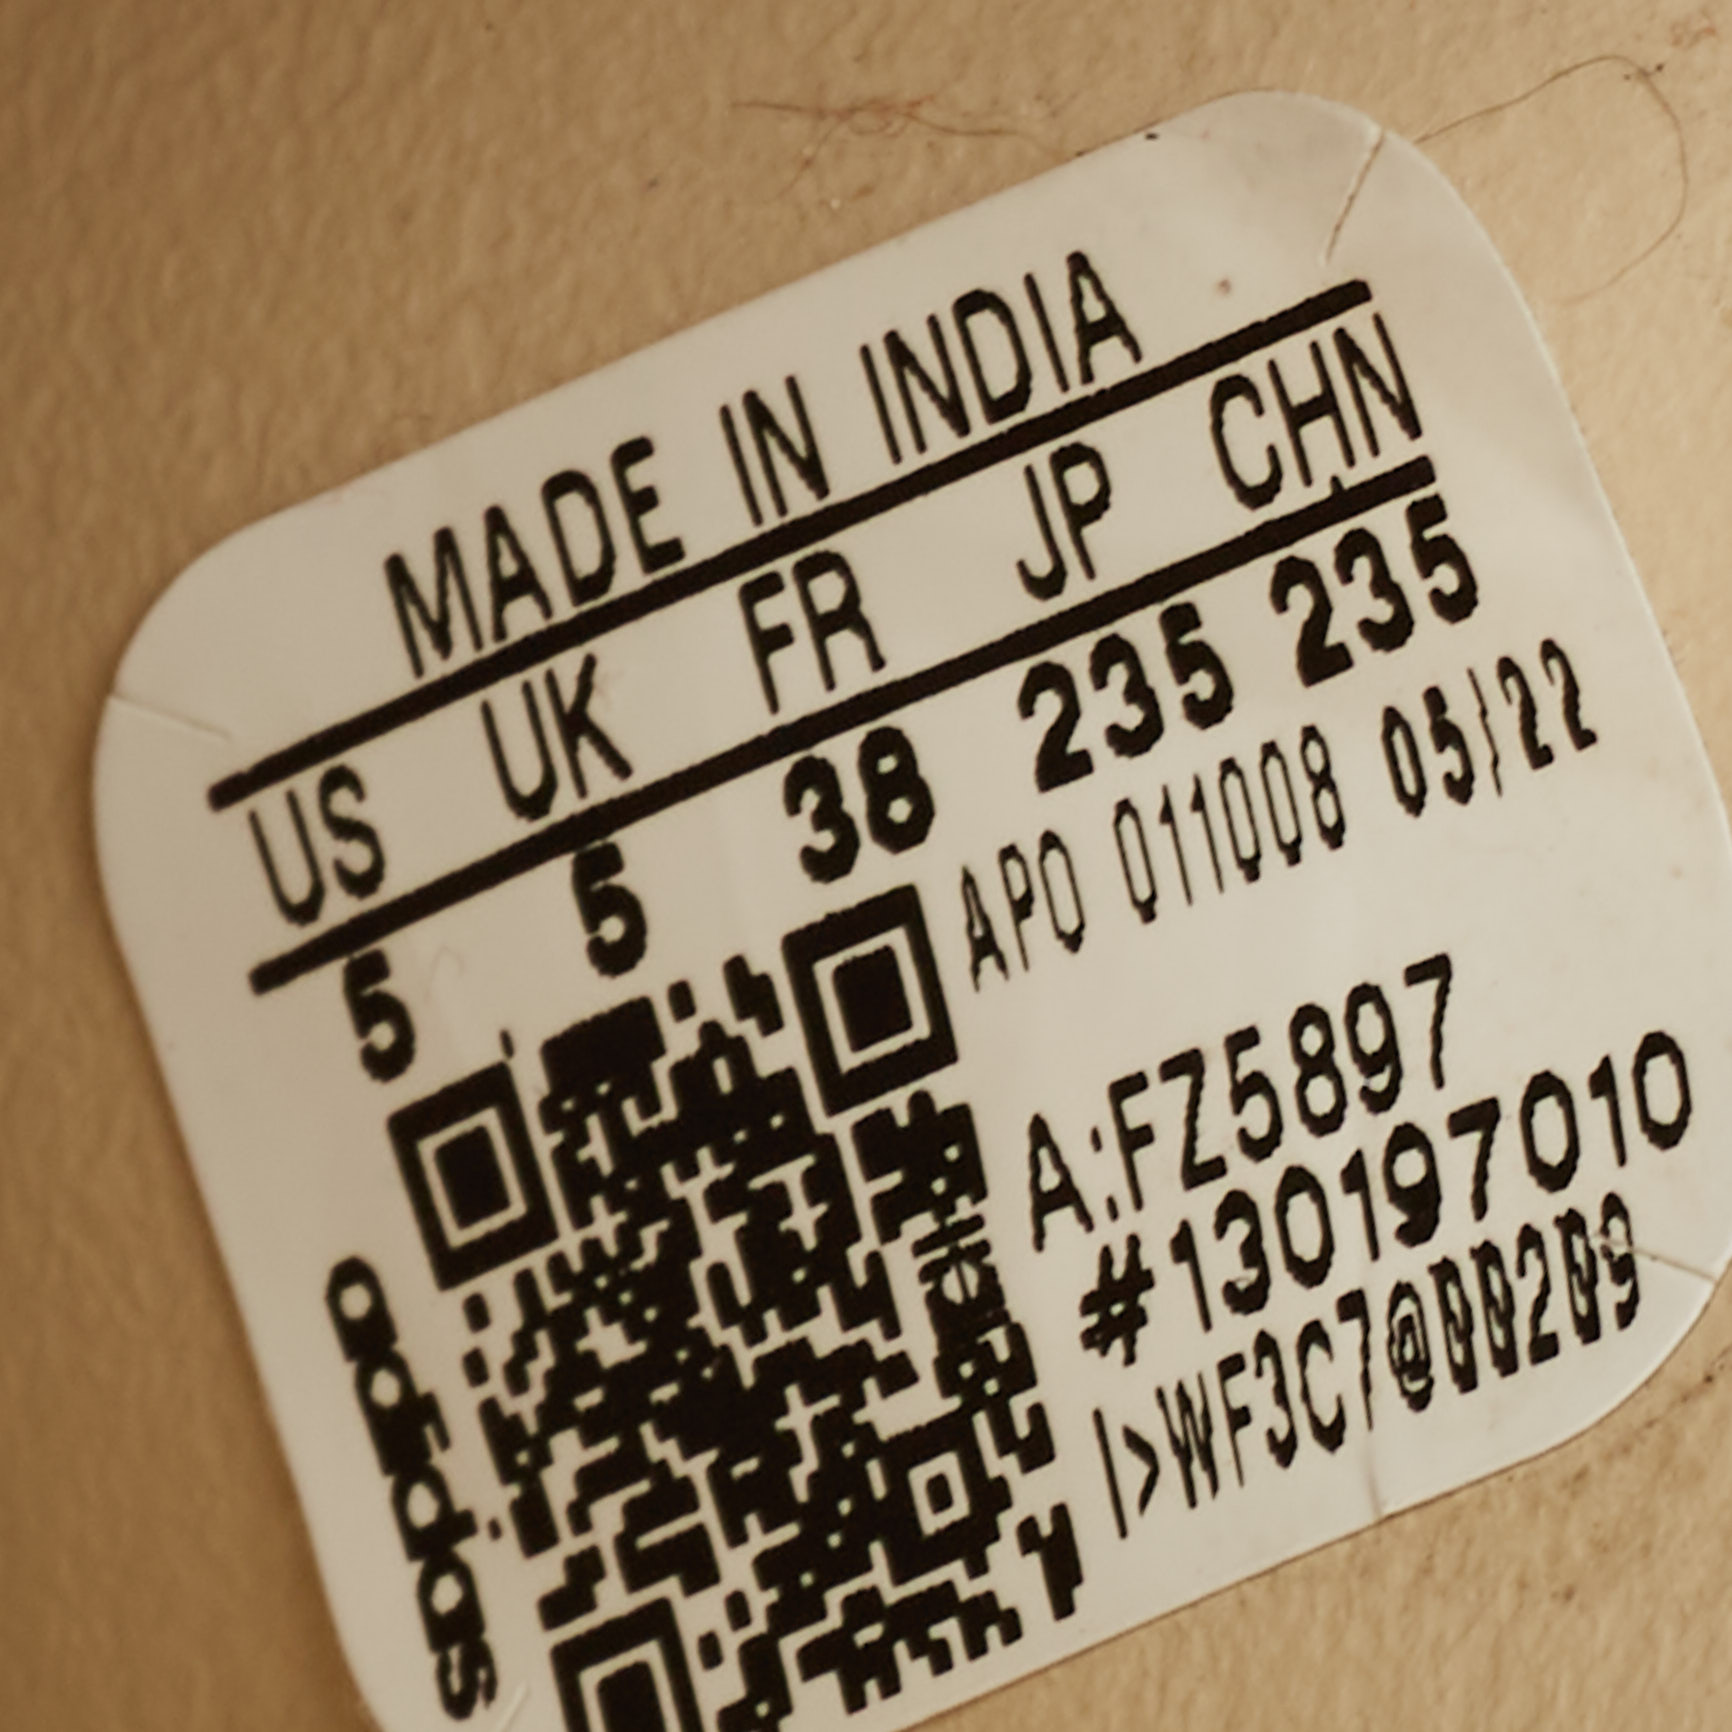 MADE IN INDIA
US UK FR JP CHN
5 5 38 235 235
APO 011008 05/22
A:FZ5897
#130197010
adidas